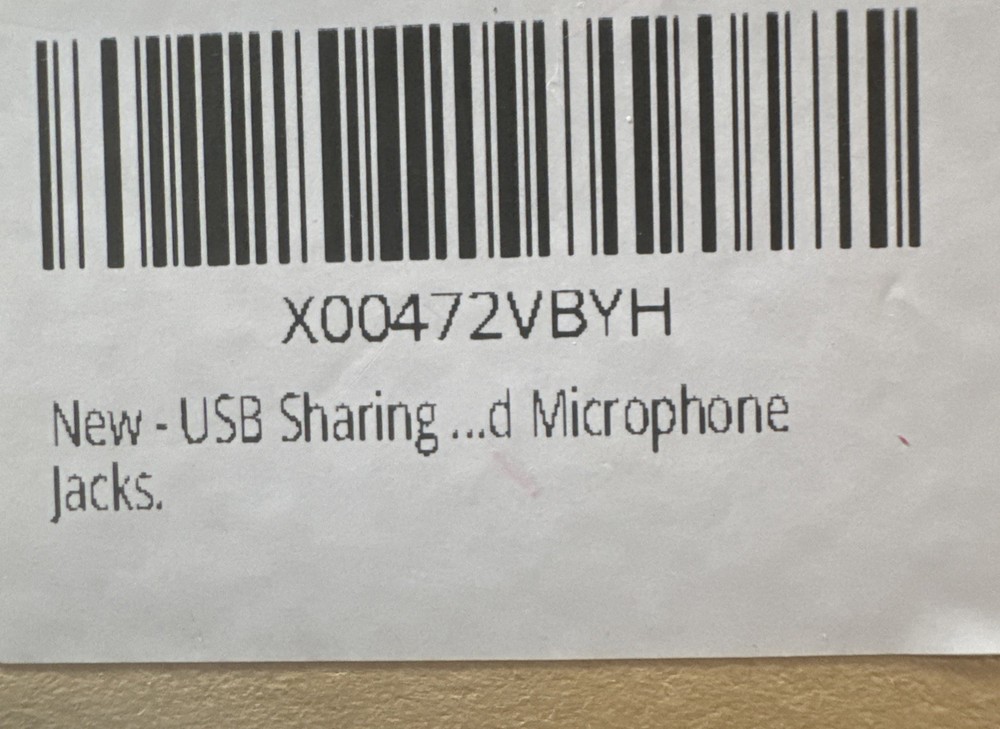 X00472VBYH
New - USB Sharing ...d Microphone
Jacks.